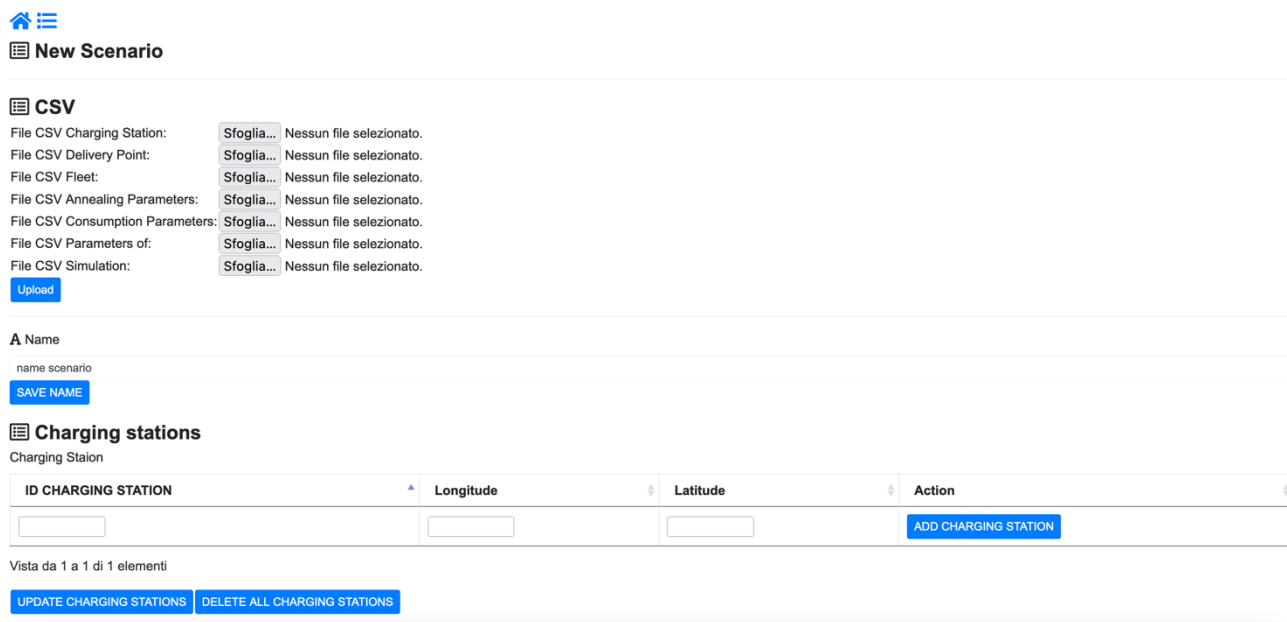 New Scenario
CSV
File CSV Charging Station: Sfoglia... Nessun file selezionato.
File CSV Delivery Point: Sfoglia... Nessun file selezionato.
File CSV Fleet: Sfoglia... Nessun file selezionato.
File CSV Annealing Parameters: Sfoglia... Nessun file selezionato.
File CSV Consumption Parameters: Sfoglia... Nessun file selezionato.
File CSV Parameters of: Sfoglia... Nessun file selezionato.
File CSV Simulation: Sfoglia... Nessun file selezionato.
Upload
A Name
name scenario
SAVE NAME
Charging stations
Charging Staion
ID CHARGING STATION Longitude Latitude Action
ADD CHARGING STATION
Vista da 1 a 1 di 1 elementi
UPDATE CHARGING STATIONS DELETE ALL CHARGING STATIONS